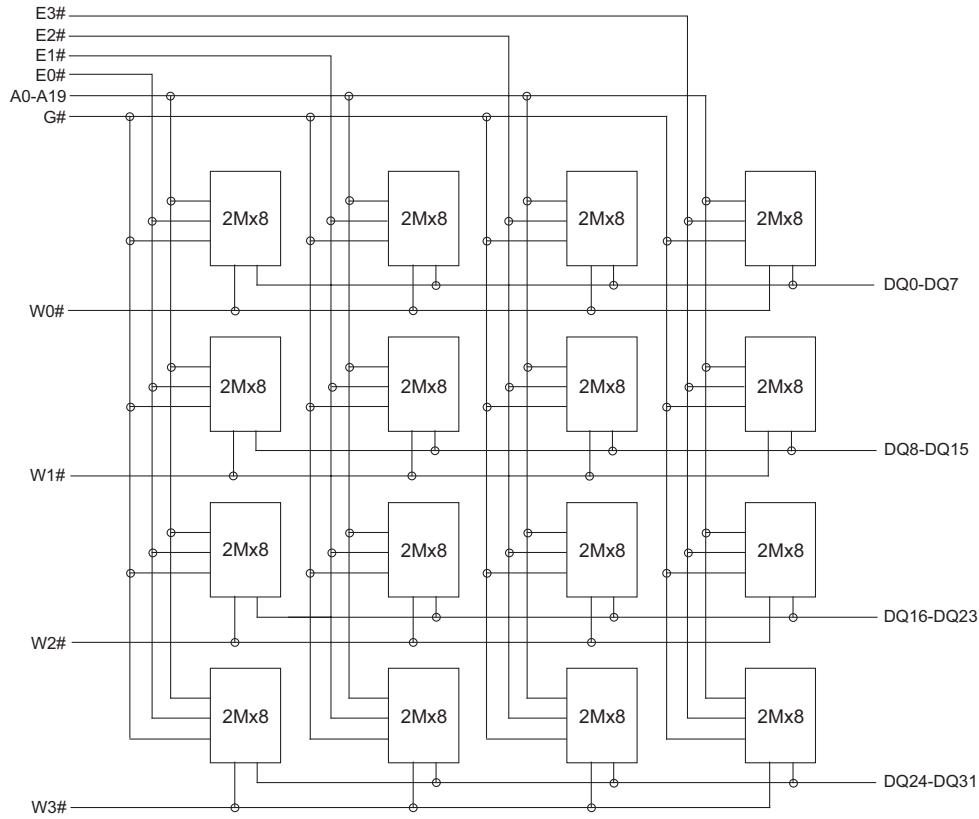 E3#
E2#
E1#
E0#
A0-A19
G#
2Mx8 2Mx8 2Mx8 2Mx8
DQ0-DQ7
W0#
2Mx8 2Mx8 2Mx8 2Mx8
DQ8-DQ15
W1#
2Mx8 2Mx8 2Mx8 2Mx8
DQ16-DQ23
W2#
2Mx8 2Mx8 2Mx8 2Mx8
DQ24-DQ31
W3#